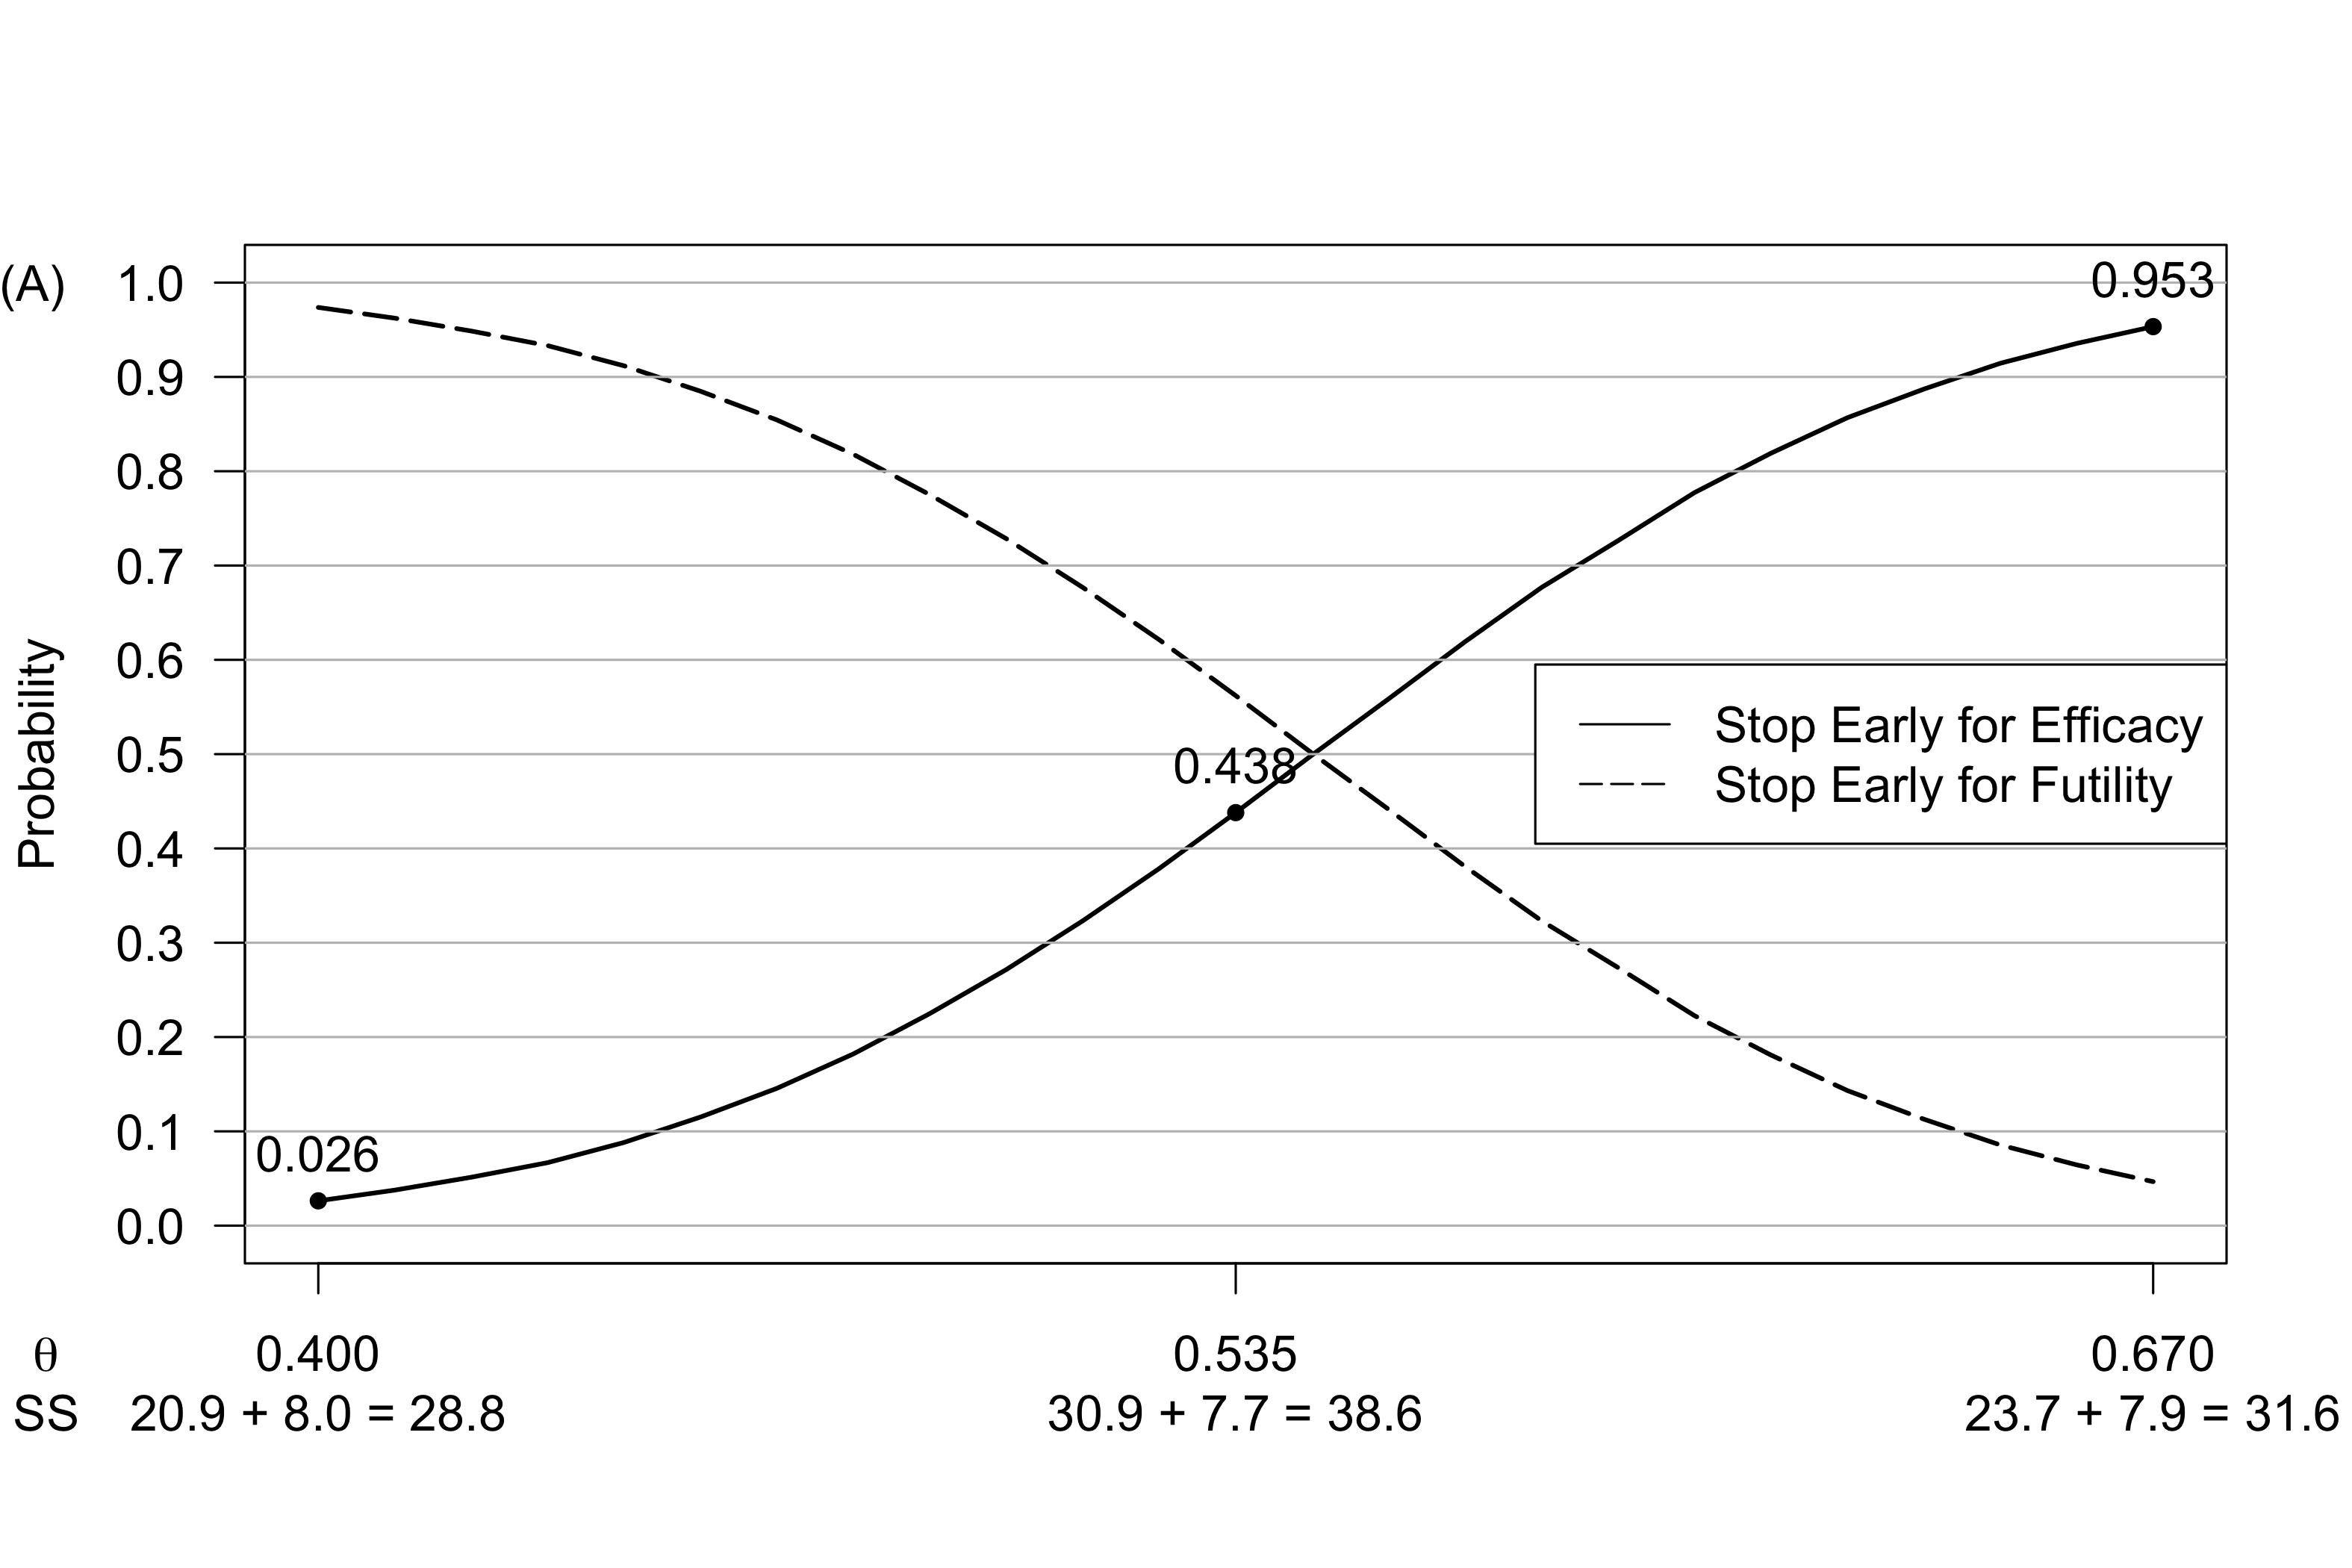 (A)
Probability
1.0
0.9
0.8
0.7
0.6
0.5
0.4
0.3
0.2
0.1
0.0
0.953
0.438
0.026
Stop Early for Efficacy
Stop Early for Futility
θ 0.400 0.535 0.670
SS 20.9 + 8.0 = 28.8 30.9 + 7.7 = 38.6 23.7 + 7.9 = 31.6